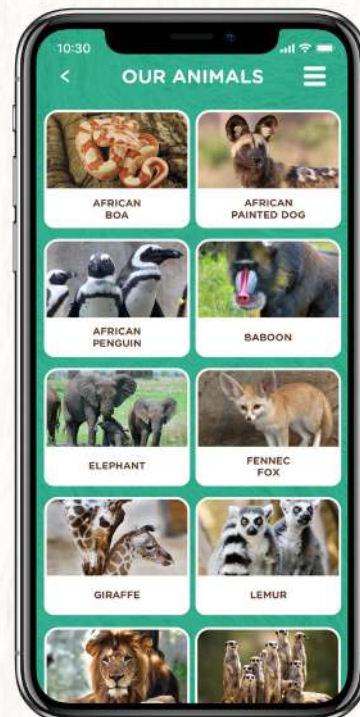 10:30
OUR ANIMALS
AFRICAN
BOA
AFRICAN
PAINTED DOG
AFRICAN
PENGUIN
BABOON
ELEPHANT
FENNEC
FOX
GIRAFFE
LEMUR